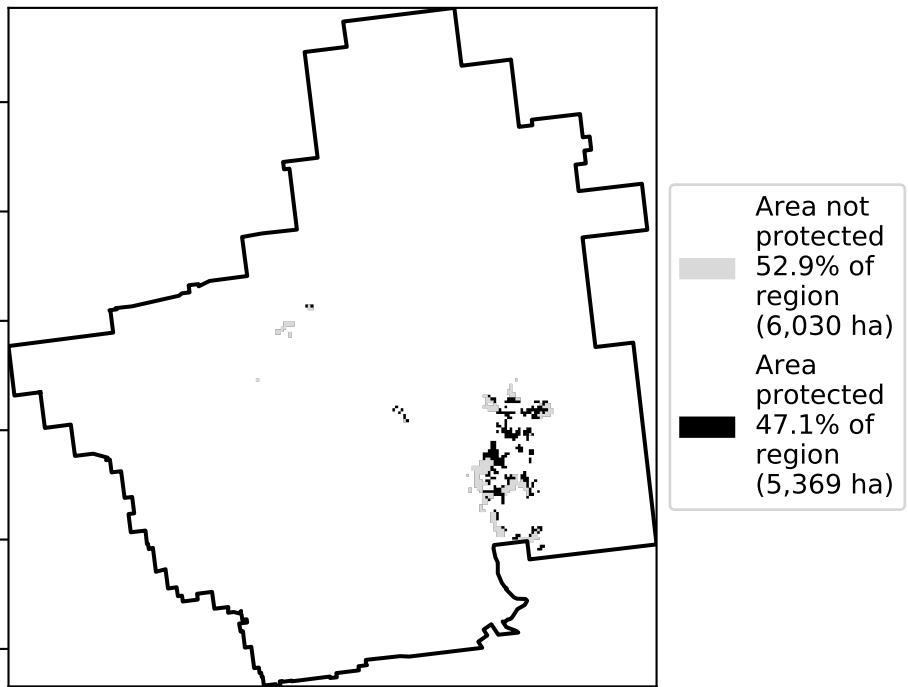 Area not
protected
52.9% of
region
(6,030 ha)
Area
protected
47.1% of
region
(5,369 ha)